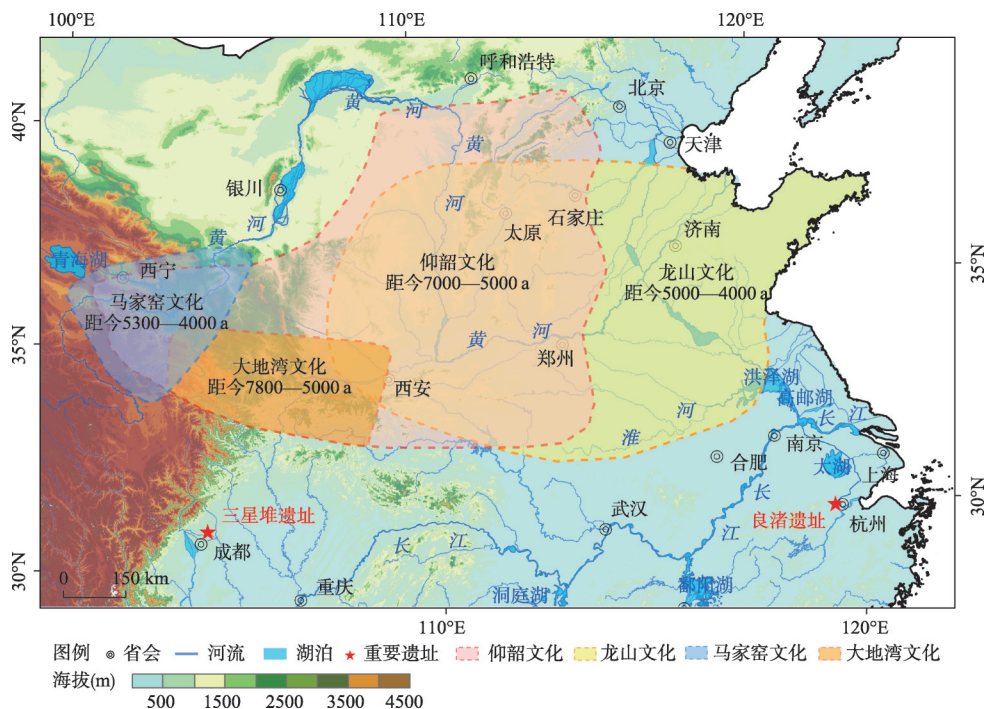 100°E 110°E 120°E
呼和浩特
北京
黄 河
40°N
天津
黄
银川
河
石家庄
太原
济南
河
黄
35°N
青海湖
西宁
仰韶文化
距今7000—5000 a
龙山文化
距今5000—4000 a
马家窑文化
距今5300—4000 a
黄 河
35°N
郑州
大地湾文化
距今7800—5000 a
西安
洪泽湖
高邮湖
河
淮
长 江
南京
合肥
太湖
上海
三星堆遗址
武汉
长
江
良渚遗址
杭州
30°N
成都
长 江
30°N
0 150 km
重庆
洞庭湖
鄱阳湖
110°E 120°E
图例 省会 河流 湖泊 重要遗址 仰韶文化 龙山文化 马家窑文化 大地湾文化
海拔(m)
500 1500 2500 3500 4500